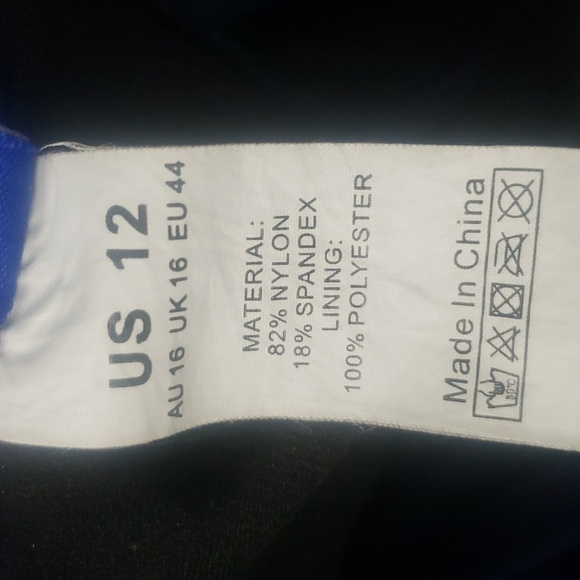 US 12
AU 16 UK 16 EU 44
MATERIAL:
82% NYLON
18% SPANDEX
LINING:
100% POLYESTER
Made In China
30°C